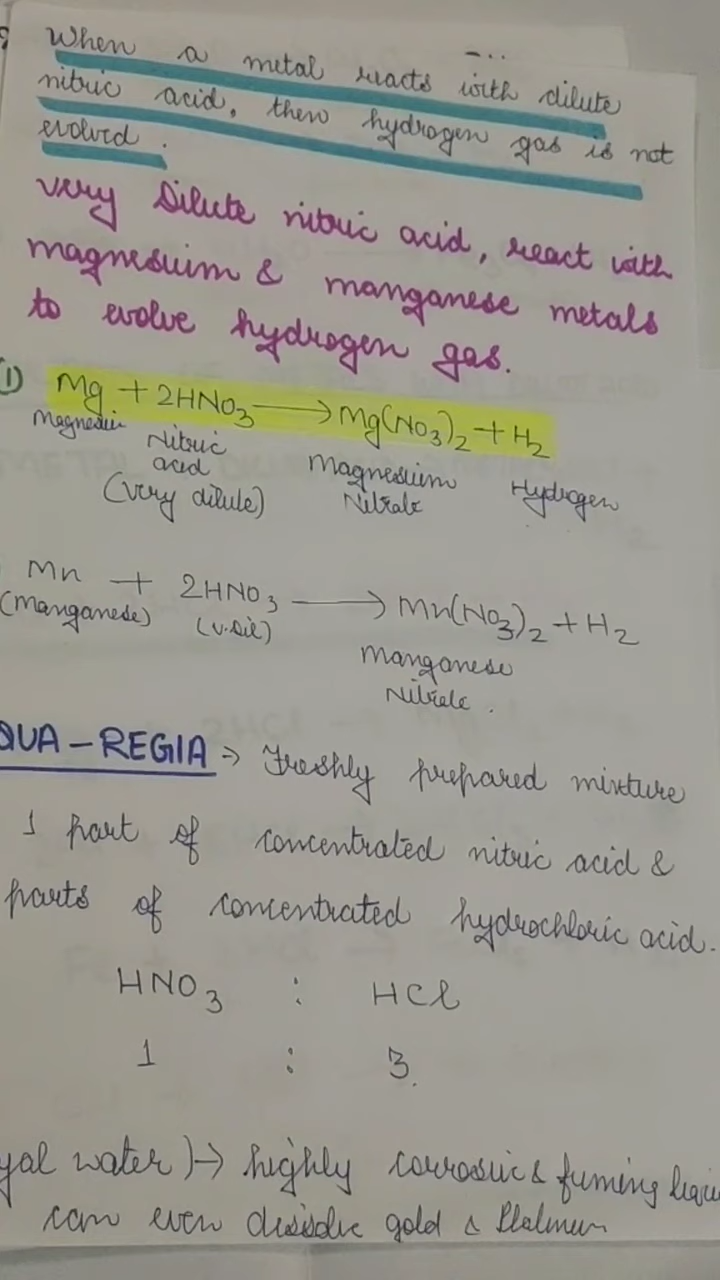 When a metal reacts with dilute
nitric acid, then hydrogen gas is not
evolved.
very Dilute nitric acid, react with
magnesium & manganese metals
to evolve hydrogen gas.
① Mg + 2HNO₃ ⟶ Mg(NO₃)₂ + H₂
Magnesium Nitric Magnesium Hydrogen
acid Nitrate
(very dilute)
Mn + 2HNO₃ ⟶ Mn(NO₃)₂ + H₂
(Manganese) (v.dil) Manganese
Nitrate.
QUA-REGIA → Freshly prepared mixture
1 part of concentrated nitric acid &
parts of concentrated hydrochloric acid.
HNO₃ : HCl
1 : 3.
yal water) → highly corrosive & fuming liqui
can even dissolve gold & Platinum